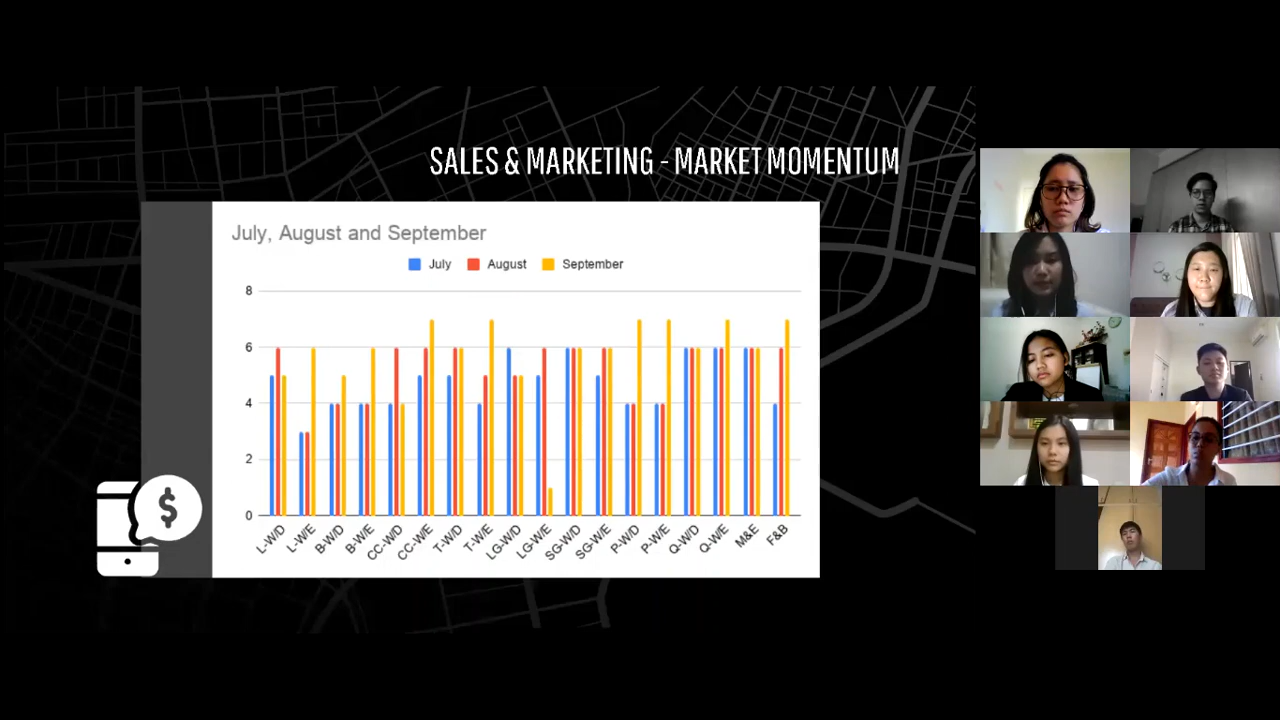 SALES & MARKETING - MARKET MOMENTUM
July, August and September
July August September
8
6
4
2
0
L-W/D L-W/E B-W/D B-W/E CC-W/D CC-W/E T-W/D T-W/E LG-W/D LG-W/E SG-W/D SG-W/E P-W/D P-W/E Q-W/D Q-W/E M&E F&B
$